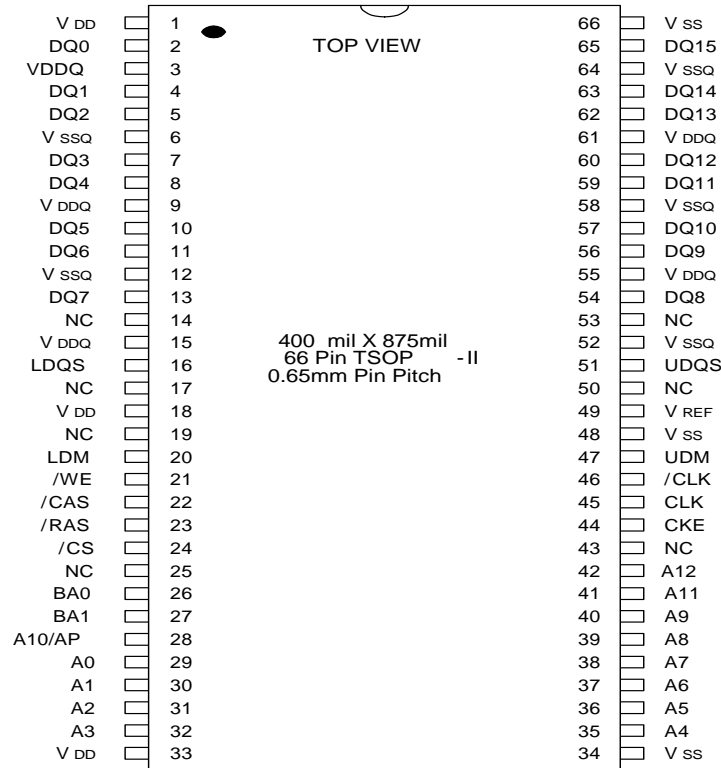 V DD 1 66 V SS
DQ0 2 TOP VIEW 65 DQ15
VDDQ 3 64 V SSQ
DQ1 4 63 DQ14
DQ2 5 62 DQ13
V SSQ 6 61 V DDQ
DQ3 7 60 DQ12
DQ4 8 59 DQ11
V DDQ 9 58 V SSQ
DQ5 10 57 DQ10
DQ6 11 56 DQ9
V SSQ 12 55 V DDQ
DQ7 13 54 DQ8
NC 14 53 NC
V DDQ 15 400 mil X 875mil 52 V SSQ
LDQS 16 66 Pin TSOP -II 51 UDQS
NC 17 0.65mm Pin Pitch 50 NC
V DD 18 49 V REF
NC 19 48 V SS
LDM 20 47 UDM
/WE 21 46 /CLK
/CAS 22 45 CLK
/RAS 23 44 CKE
/CS 24 43 NC
NC 25 42 A12
BA0 26 41 A11
BA1 27 40 A9
A10/AP 28 39 A8
A0 29 38 A7
A1 30 37 A6
A2 31 36 A5
A3 32 35 A4
V DD 33 34 V SS